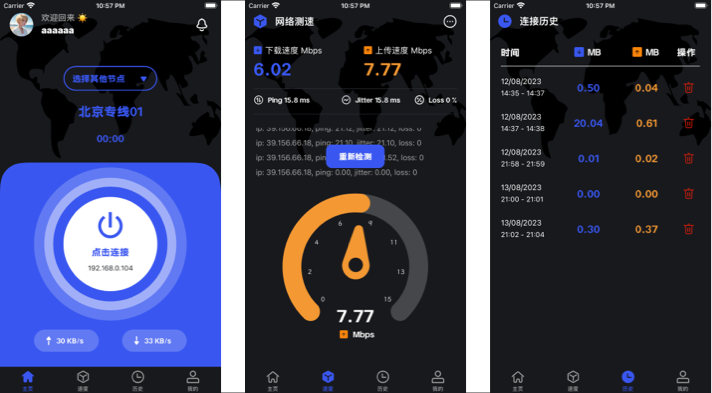 Carrier 10:57 PM
欢迎回来
aaaaaa
选择其他节点
北京专线01
00:00
点击连接
192.168.0.104
30 KB/s 33 KB/s
主页 速度 历史 我的
Carrier 10:57 PM
网络测速
下载速度 Mbps 上传速度 Mbps
6.02 7.77
Ping 15.8 ms Jitter 15.8 ms Loss 0 %
ip: 39.156.66.18, ping: 21.12, jitter: 21.12, loss: 0
ip: 39.156.66.18, ping: 21.10, jitter: 21.10, loss: 0
ip: 39.156.66.18, ping .52, loss: 0
重新检测
ip: 39.156.66.18, ping: 0.00, jitter: 0.00, loss: 0
0 2 4 6 9 11 13 15
7.77
Mbps
主页 速度 历史 我的
Carrier 10:57 PM
连接历史
时间 MB MB 操作
12/08/2023
14:35 - 14:37 0.50 0.04
12/08/2023
14:37 - 14:38 20.04 0.61
12/08/2023
21:58 - 21:59 0.01 0.02
13/08/2023
21:00 - 21:01 0.00 0.00
13/08/2023
21:02 - 21:04 0.30 0.37
主页 速度 历史 我的